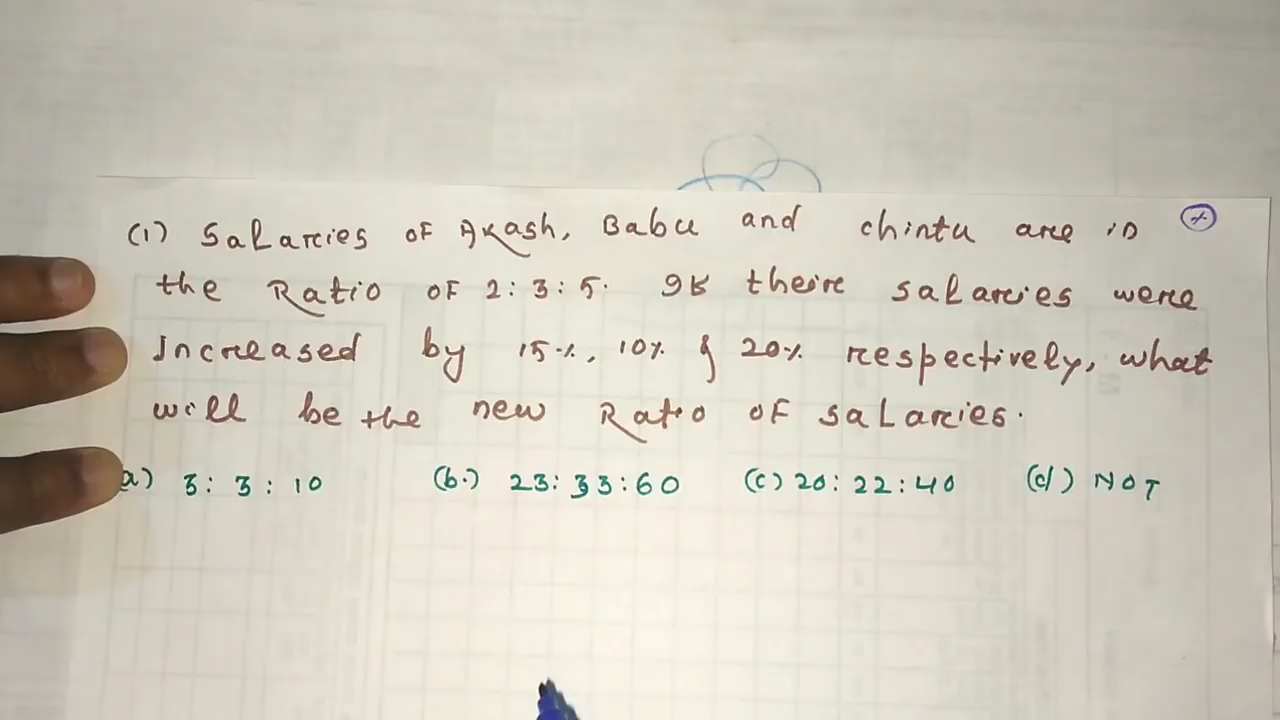 (1) Salaries of Akash, Babu and chintu are in
the Ratio of 2:3:5. If their salaries were
increased by 15%, 10% & 20% respectively, what
will be the new Ratio of salaries.
a) 3:3:10 (b.) 23:33:60 (c) 20:22:40 (d) NOT